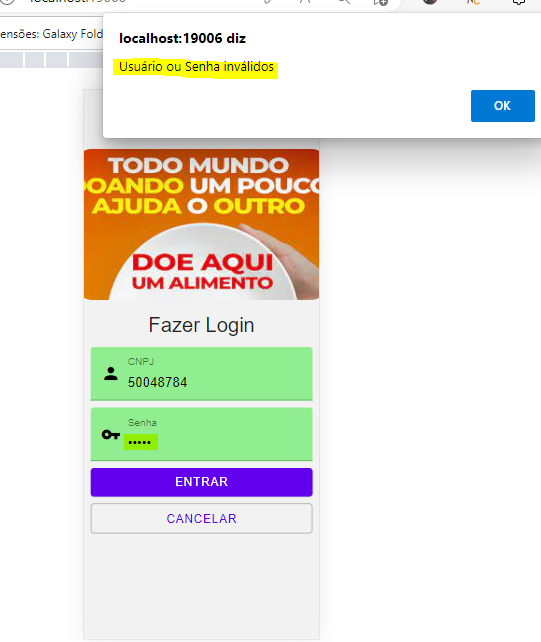 localhost:19006
ensões: Galaxy Fold
localhost:19006 diz
Usuário ou Senha inválidos
OK
TODO MUNDO
DOANDO UM POUCO
AJUDA O OUTRO
DOE AQUI
UM ALIMENTO
Fazer Login
CNPJ
50048784
Senha
•••••
ENTRAR
CANCELAR